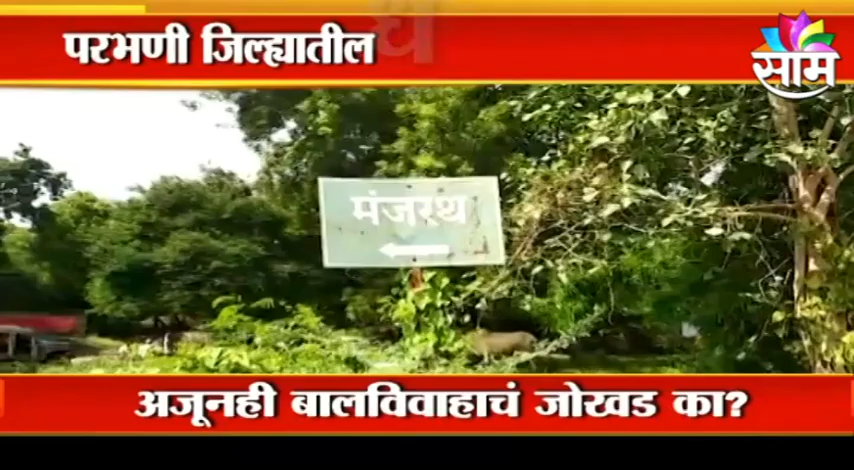 परभणी जिल्ह्यातील
साम
मंजरथ
अजूनही बालविवाहाचं जोखड का?